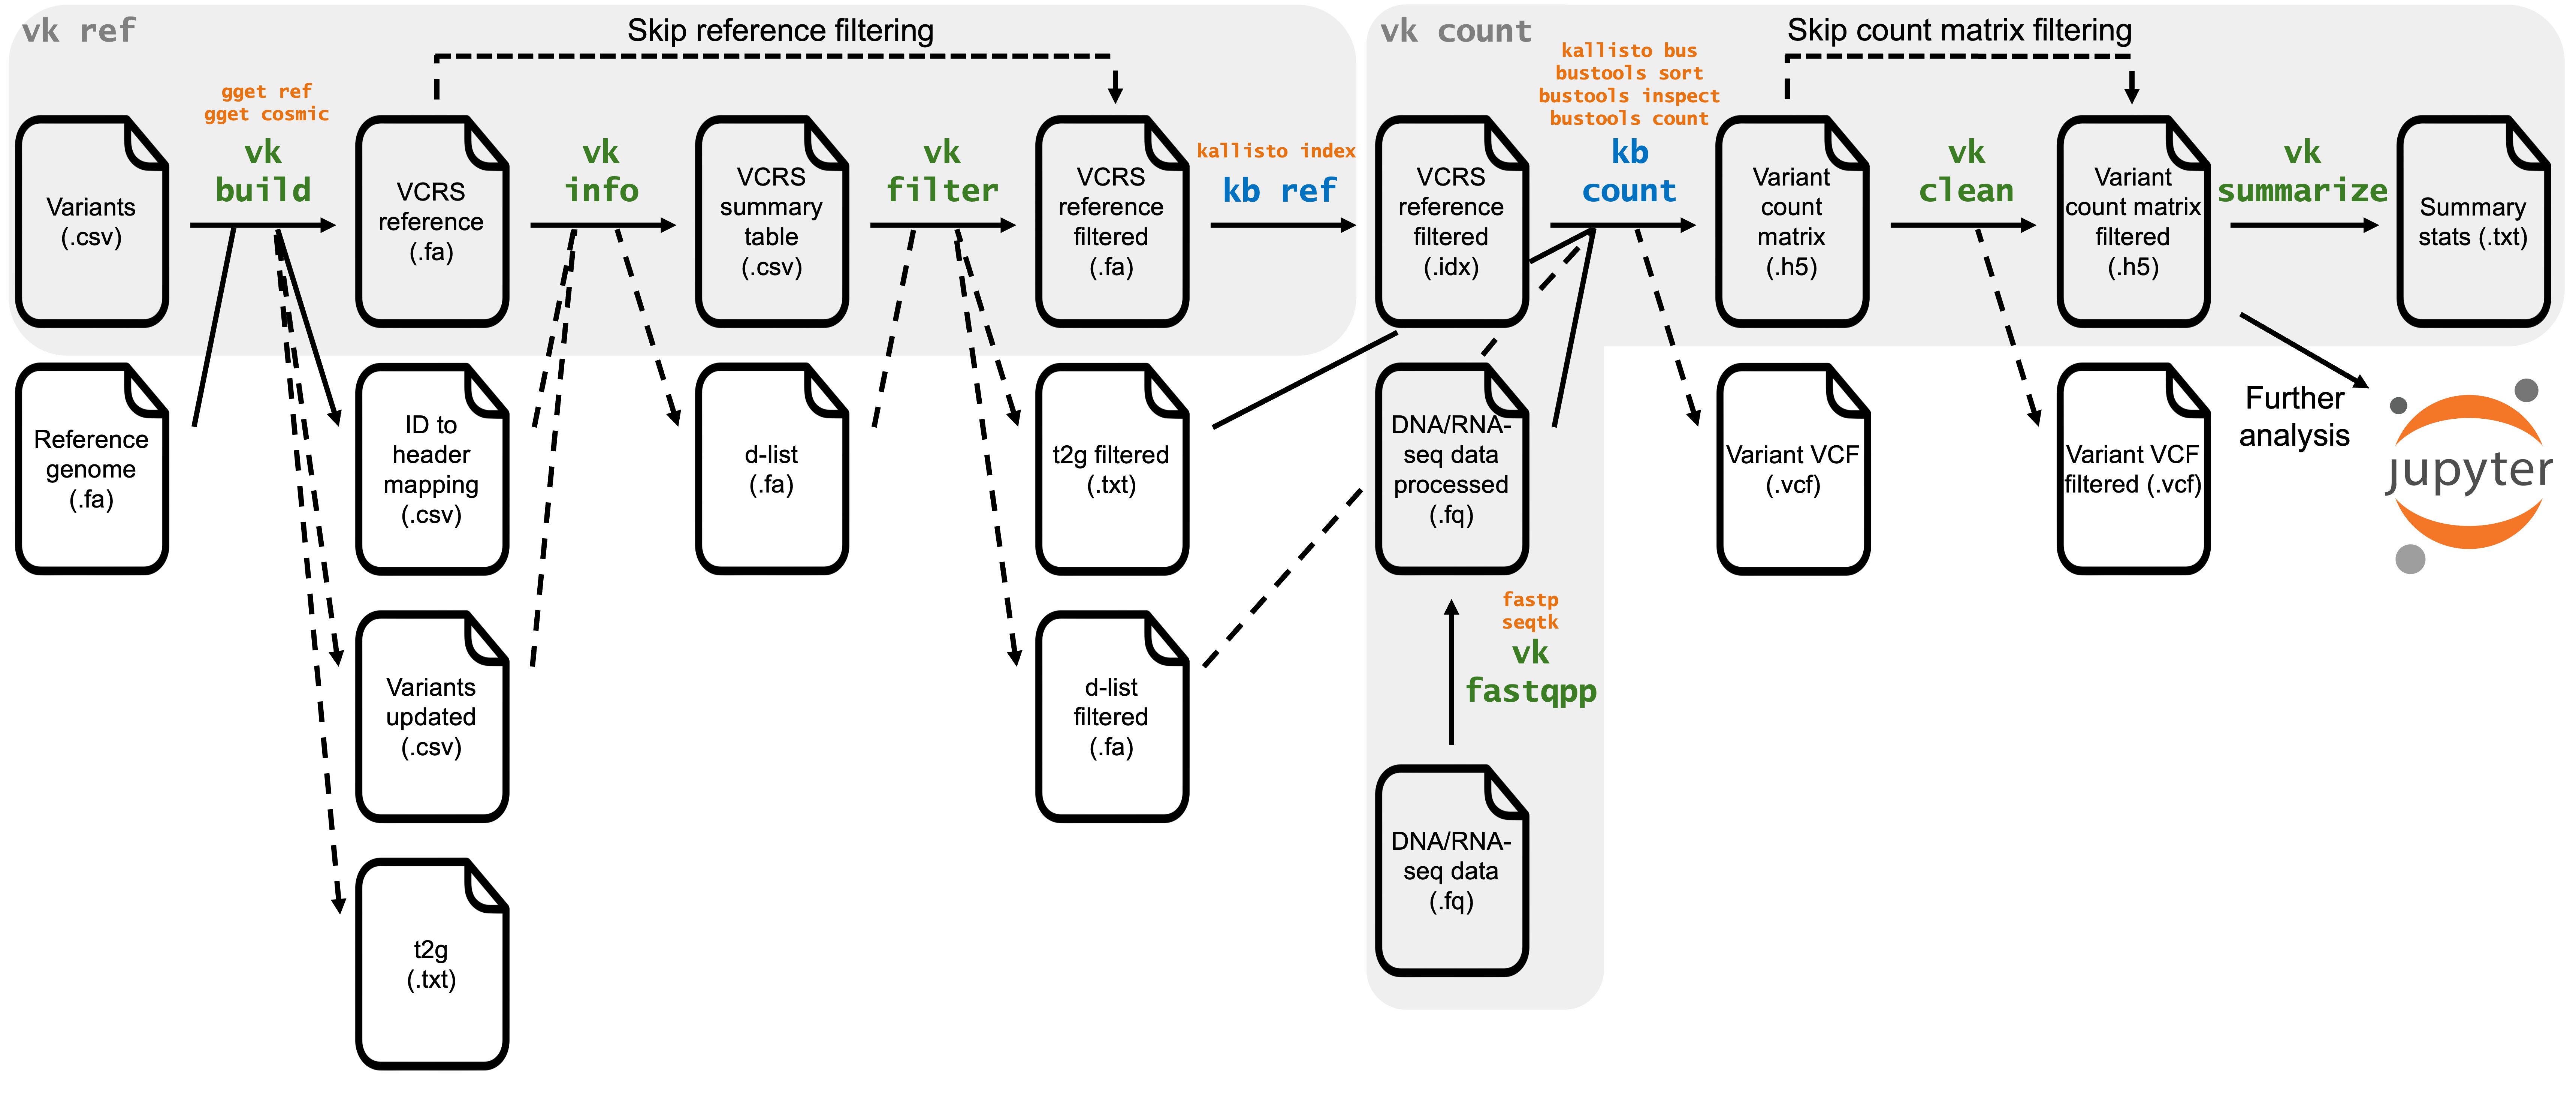 vk ref
Skip reference filtering
gget ref
gget cosmic
vk
build
vk
info
vk
filter
kallisto index
kb ref
Variants
(.csv)
VCRS
reference
(.fa)
VCRS
summary
table
(.csv)
VCRS
reference
filtered
(.fa)
Reference
genome
(.fa)
ID to
header
mapping
(.csv)
d-list
(.fa)
t2g filtered
(.txt)
Variants
updated
(.csv)
d-list
filtered
(.fa)
t2g
(.txt)
vk count
Skip count matrix filtering
kallisto bus
bustools sort
bustools inspect
bustools count
kb
count
vk
clean
vk
summarize
VCRS
reference
filtered
(.idx)
Variant
count
matrix
(.h5)
Variant
count matrix
filtered
(.h5)
Summary
stats (.txt)
DNA/RNA-
seq data
processed
(.fq)
Variant VCF
(.vcf)
Variant VCF
filtered (.vcf)
Further
analysis
jupyter
fastp
seqtk
vk
fastqpp
DNA/RNA-
seq data
(.fq)